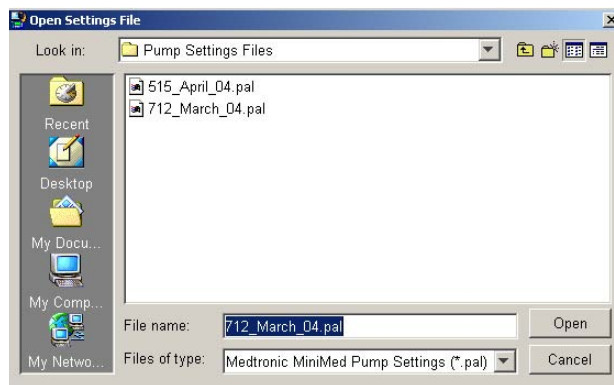 Open Settings File
Look in: Pump Settings Files
Recent
Desktop
My Docu...
My Comp...
My Netwo...
515_April_04.pal
712_March_04.pal
File name: 712_March_04.pal Open
Files of type: Medtronic MiniMed Pump Settings (*.pal) Cancel